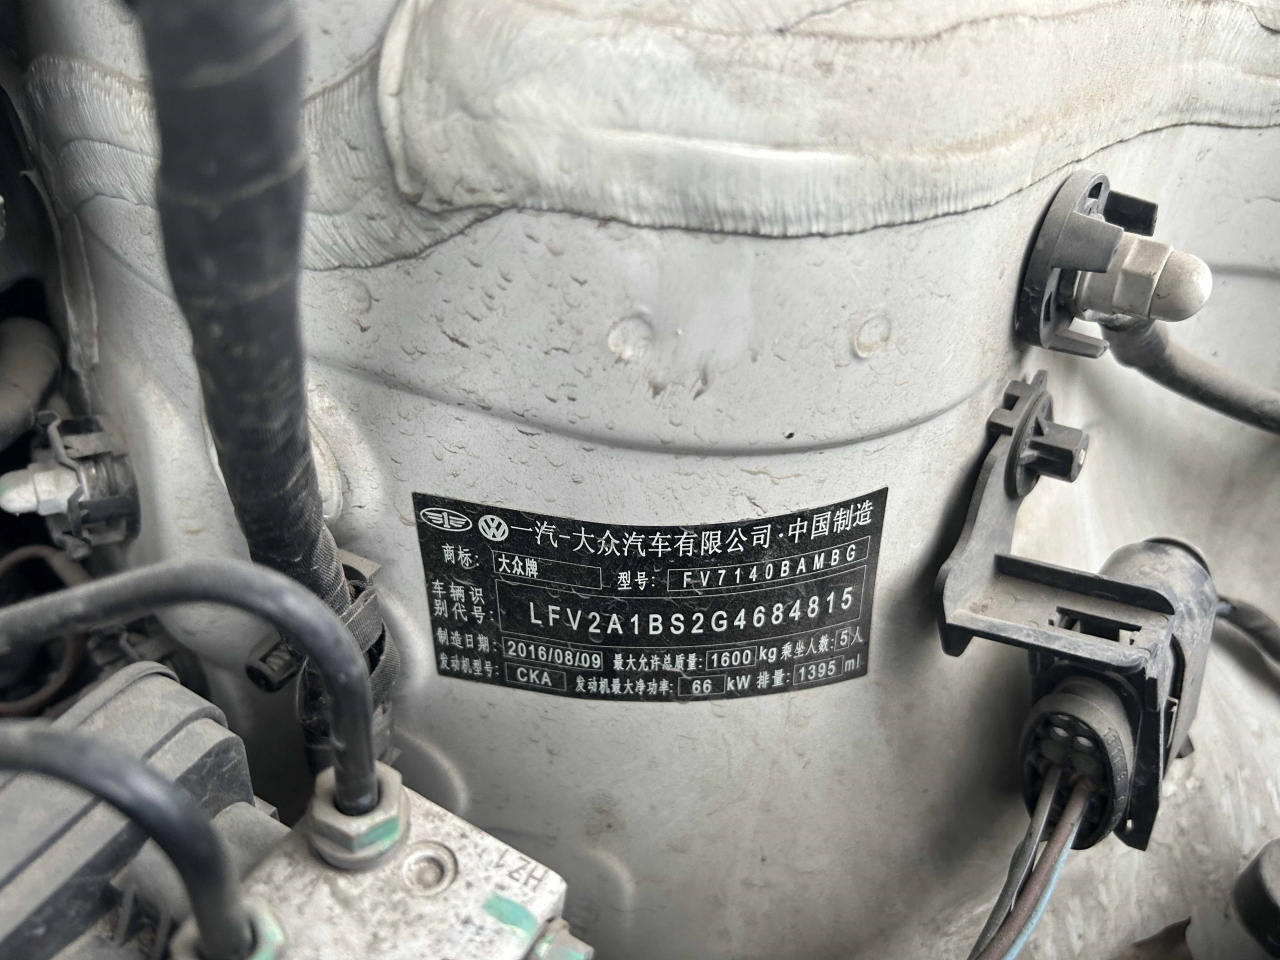 一汽-大众汽车有限公司·中国制造
商标: 大众牌 型号: FV7140BAMBG
车辆识别代号: LFV2A1BS2G4684815
制造日期: 2016/08/09 最大允许总质量: 1600 kg 乘坐人数: 5 人
发动机型号: CKA 发动机最大净功率: 66 kW 排量: 1395 ml
HZ1